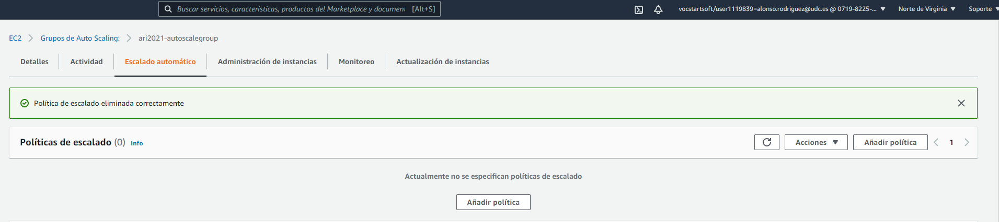 Buscar servicios, características, productos del Marketplace y document [Alt+S]
vocstartsoft/user1119839=alonso.rodriguez@udc.es @ 0719-8225-... Norte de Virginia Soporte
EC2 Grupos de Auto Scaling: ari2021-autoscalegroup
Detalles Actividad Escalado automático Administración de instancias Monitoreo Actualización de instancias
Política de escalado eliminada correctamente
Políticas de escalado (0) Info Acciones Añadir política 1
Actualmente no se especifican políticas de escalado
Añadir política